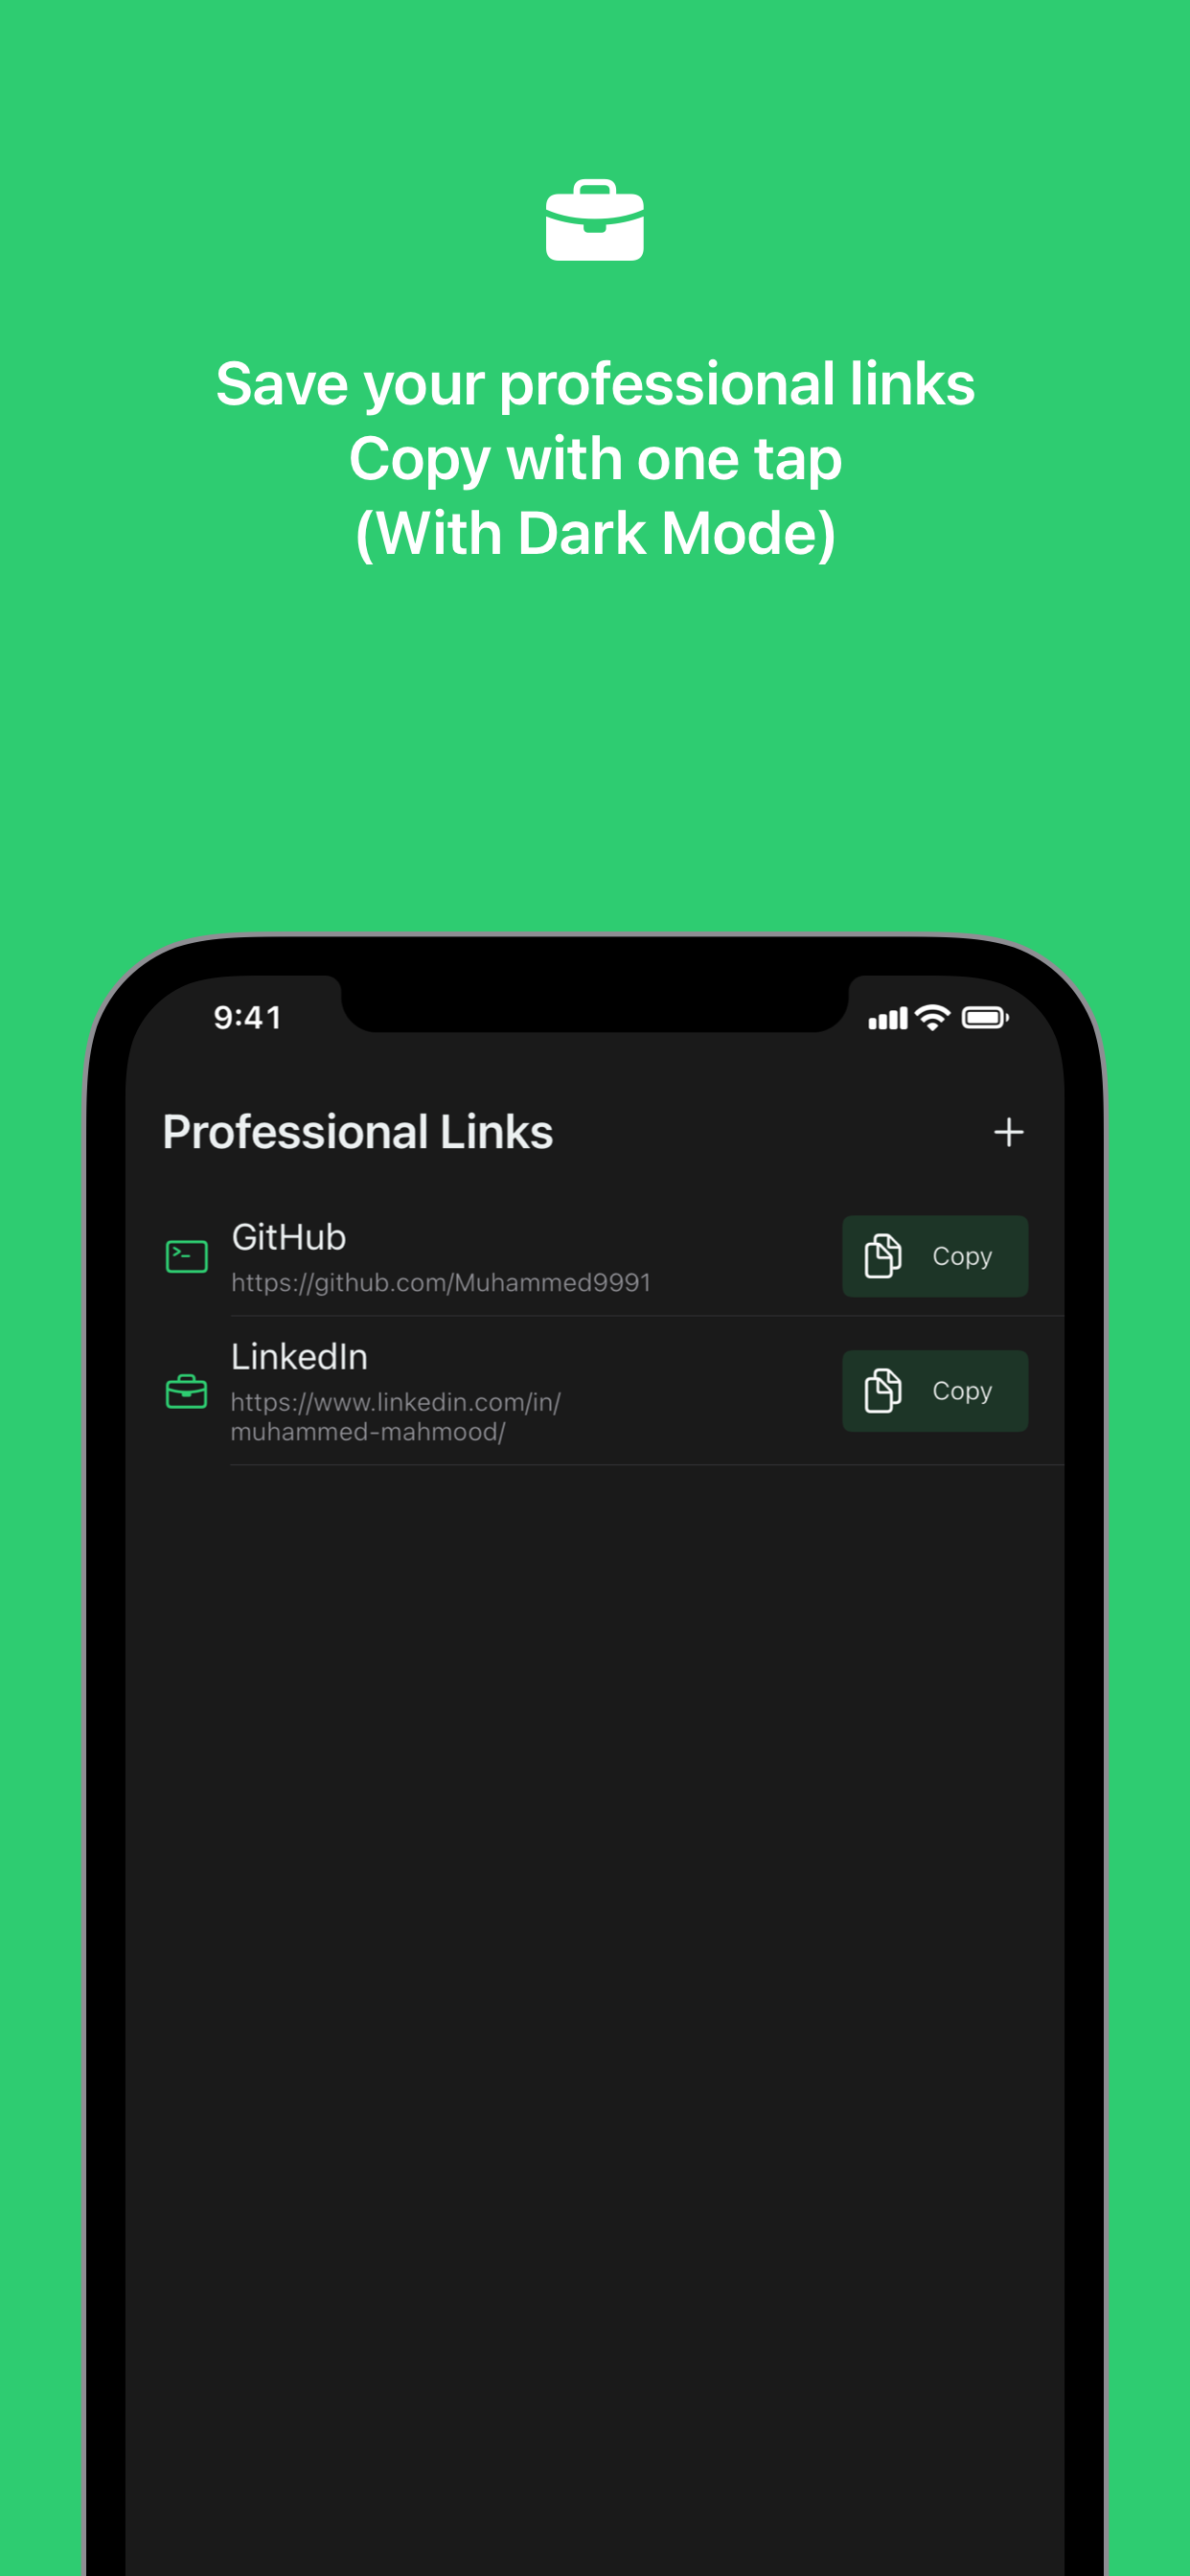 Save your professional links
Copy with one tap
(With Dark Mode)
9:41
Professional Links
GitHub
https://github.com/Muhammed9991
Copy
LinkedIn
https://www.linkedin.com/in/
muhammed-mahmood/
Copy